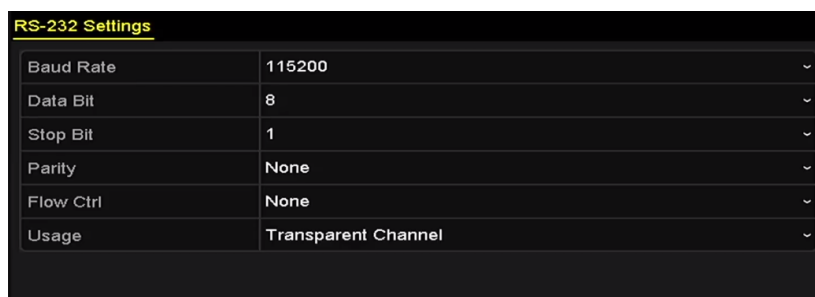 RS-232 Settings
Baud Rate 115200
Data Bit 8
Stop Bit 1
Parity None
Flow Ctrl None
Usage Transparent Channel